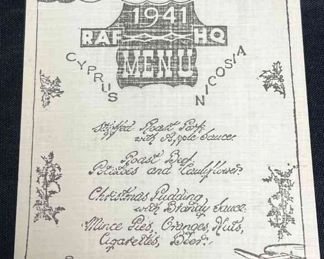 1941
RAF HQ
CYPRUS NICOSIA
MENU
Stuffed Roast Pork
with Apple Sauce
Roast Beef
Potatoes and Cauliflower
Christmas Pudding
with Brandy Sauce
Mince Pies, Oranges, Nuts,
Cigarettes, Beer.